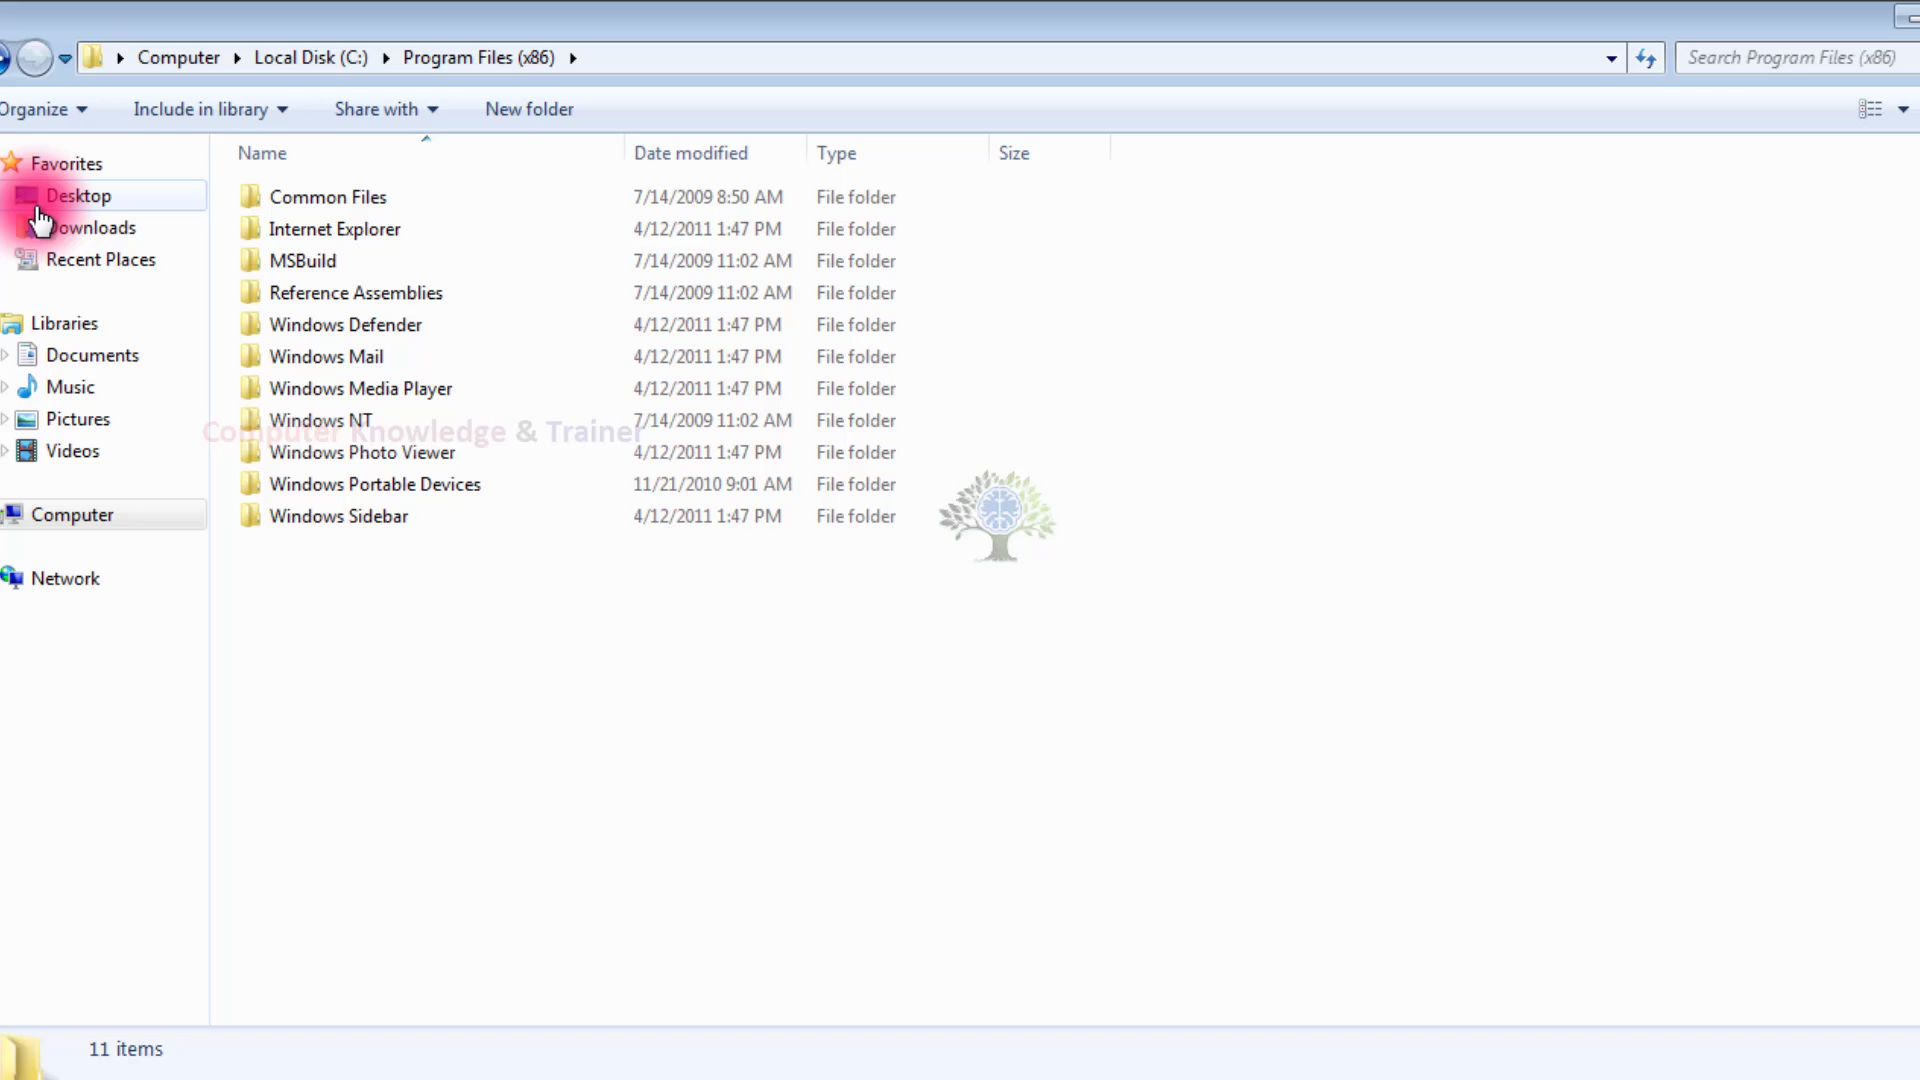 Computer Local Disk (C:) Program Files (x86)
Search Program Files (x86)
Organize Include in library Share with New folder
Favorites
Desktop
Downloads
Recent Places
Libraries
Documents
Music
Pictures
Videos
Computer
Network
Name Date modified Type Size
Common Files 7/14/2009 8:50 AM File folder
Internet Explorer 4/12/2011 1:47 PM File folder
MSBuild 7/14/2009 11:02 AM File folder
Reference Assemblies 7/14/2009 11:02 AM File folder
Windows Defender 4/12/2011 1:47 PM File folder
Windows Mail 4/12/2011 1:47 PM File folder
Windows Media Player 4/12/2011 1:47 PM File folder
Windows NT 7/14/2009 11:02 AM File folder
Computer Knowledge & Trainer
Windows Photo Viewer 4/12/2011 1:47 PM File folder
Windows Portable Devices 11/21/2010 9:01 AM File folder
Windows Sidebar 4/12/2011 1:47 PM File folder
11 items